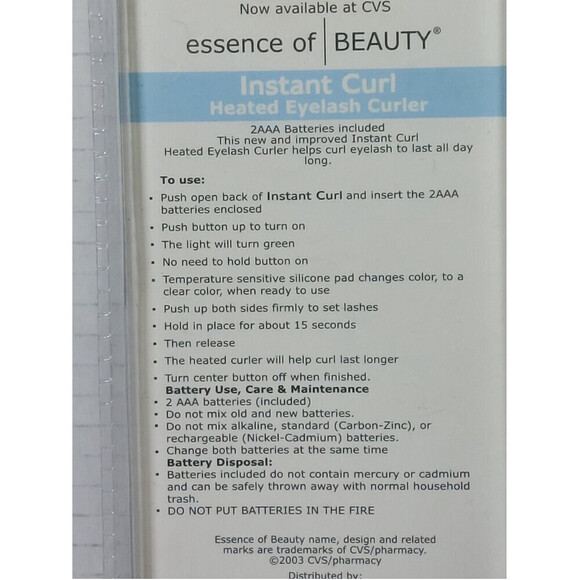 Now available at CVS
essence of | BEAUTY®
Instant Curl
Heated Eyelash Curler
2AAA Batteries included
This new and improved Instant Curl
Heated Eyelash Curler helps curl eyelash to last all day
long.
To use:
• Push open back of Instant Curl and insert the 2AAA
batteries enclosed
• Push button up to turn on
• The light will turn green
• No need to hold button on
• Temperature sensitive silicone pad changes color, to a
clear color, when ready to use
• Push up both sides firmly to set lashes
• Hold in place for about 15 seconds
• Then release
• The heated curler will help curl last longer
• Turn center button off when finished.
Battery Use, Care & Maintenance
• 2 AAA batteries (included)
• Do not mix old and new batteries.
• Do not mix alkaline, standard (Carbon-Zinc), or
rechargeable (Nickel-Cadmium) batteries.
• Change both batteries at the same time
Battery Disposal:
• Batteries included do not contain mercury or cadmium
and can be safely thrown away with normal household
trash.
• DO NOT PUT BATTERIES IN THE FIRE
Essence of Beauty name, design and related
marks are trademarks of CVS/pharmacy.
©2003 CVS/pharmacy
Distributed by: